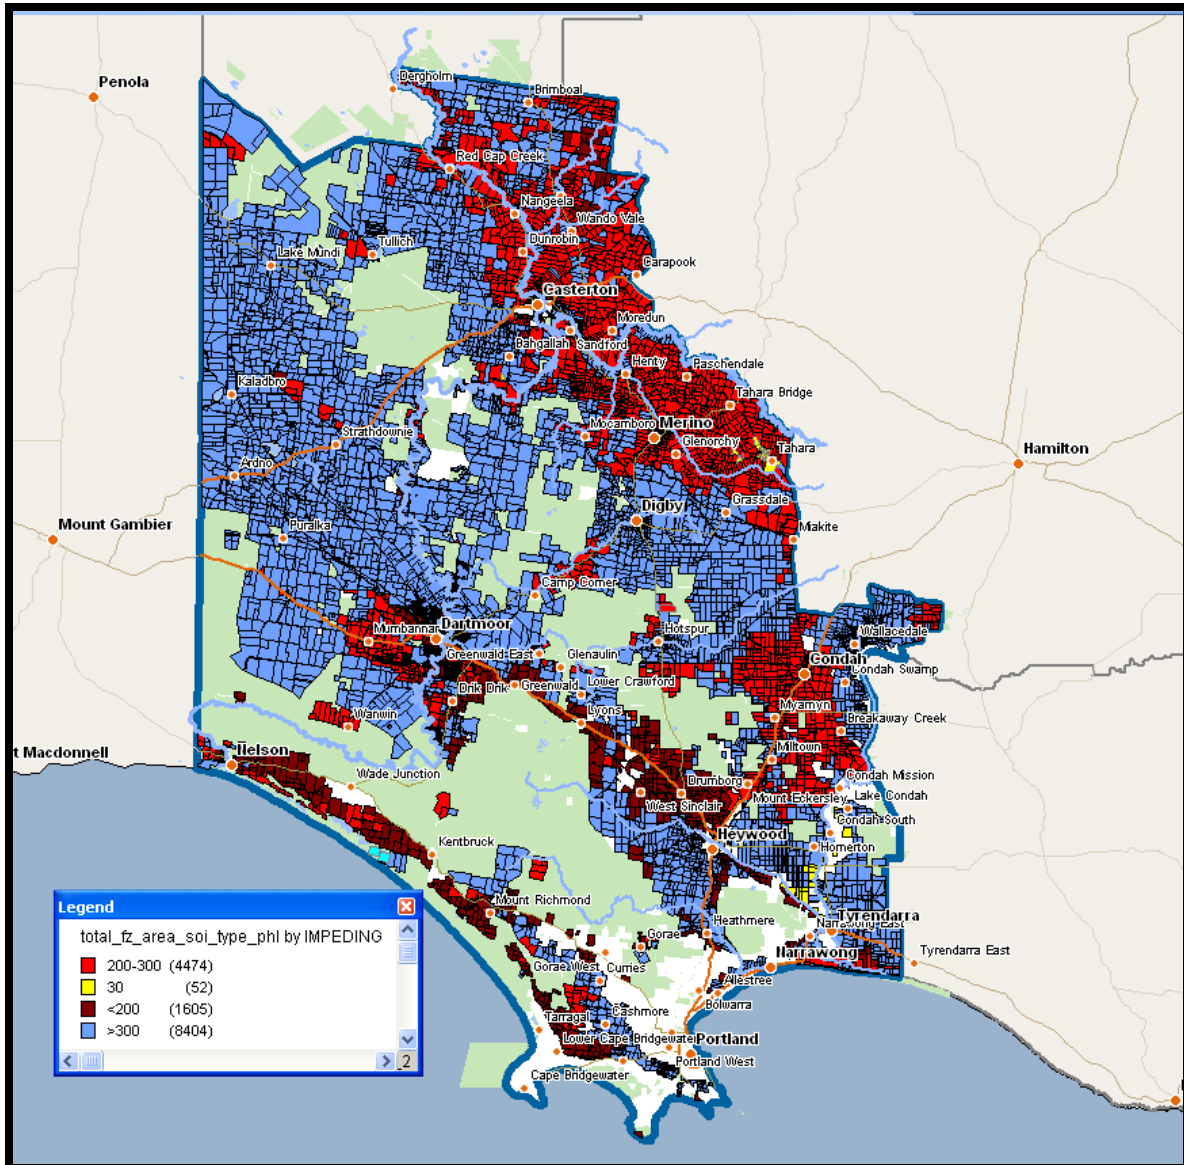 Penola
Dergholm
Brimboal
Red Cap Creek
Nangeela
Wando Vale
Dunrobin
Tullich
Lake Mundi
Carapook
Casterton
Moredun
Sandford
Bahgallah
Henty
Paschendale
Kaladbro
Tahara Bridge
Mocamboro
Merino
Strathdownie
Glenorchy
Hamilton
Tahara
Ardno
Grassdale
Digby
Mount Gambier
Puralka
Miakite
Camp Corner
Mumbannar
Dartmoor
Hotspur
Wallacedale
Greenwald East
Glenaulin
Condah
Condah Swamp
Drik Drik
Greenwald
Lower Crawford
Wanwin
Lyons
Myamyn
Breakaway Creek
t Macdonnell
Nelson
Milltown
Wade Junction
Condah Mission
Drumborg
Mount Eckersley
Lake Condah
West Sinclair
Condah South
Heywood
Kentbruck
Homerton
Mount Richmond
Legend
total_fz_area_soi_type_phl by IMPEDING
200-300 (4474)
30 (52)
<200 (1605)
>300 (8404)
_2
Heathmere
Tyrendarra
Narrawong East
Gorae
Tyrendarra East
Narrawong
Gorae West
Curries
Allestree
Bolwarra
Cashmore
Tarragal
Portland
Lower Cape Bridgewater
Portland West
Cape Bridgewater